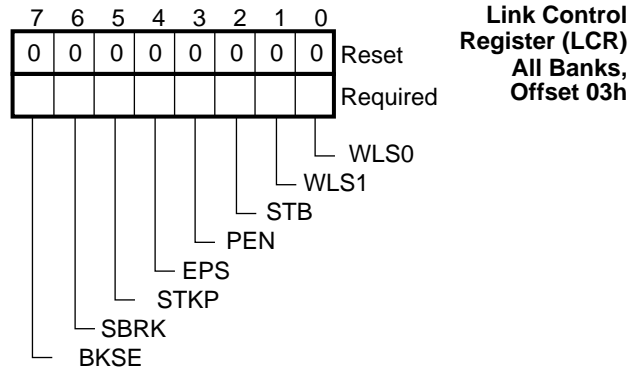 7 6 5 4 3 2 1 0
0 0 0 0 0 0 0 0 Reset
Required
Link Control
Register (LCR)
All Banks,
Offset 03h
WLS0
WLS1
STB
PEN
EPS
STKP
SBRK
BKSE